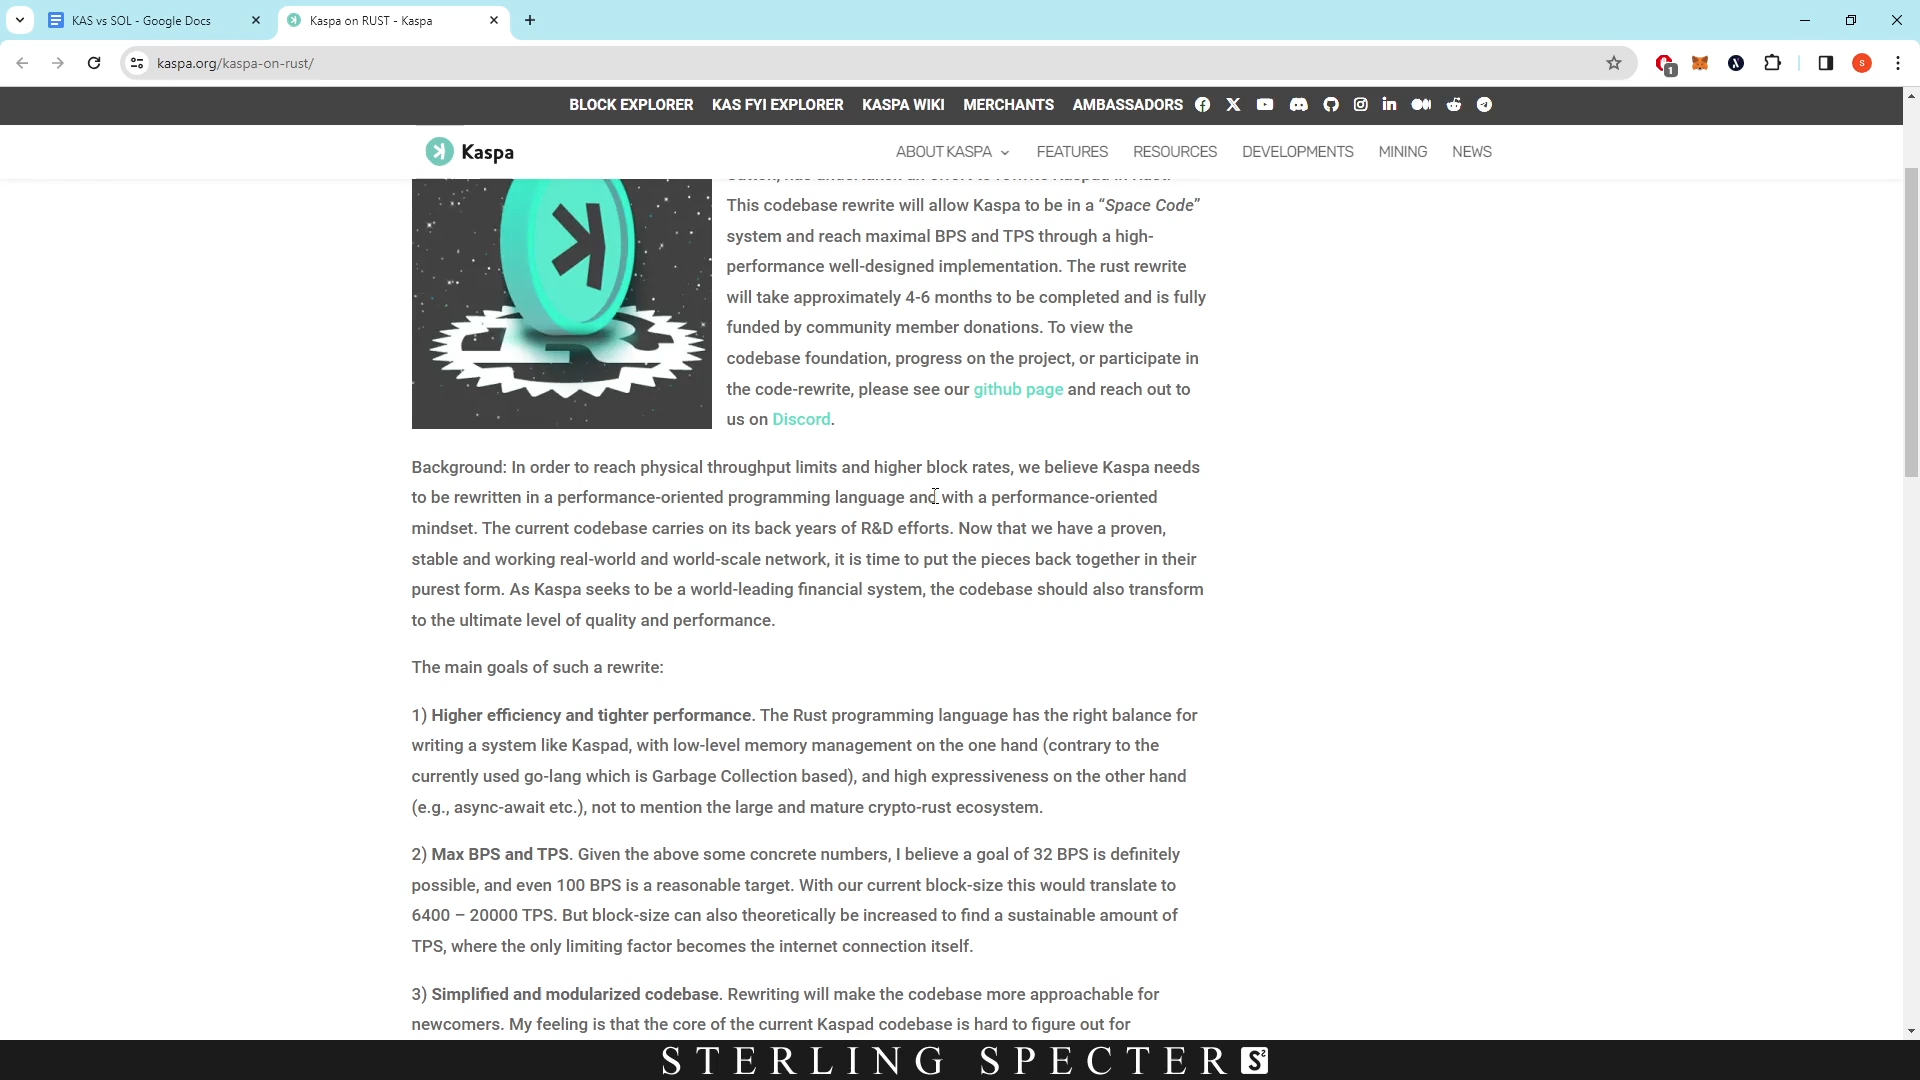 KAS vs SOL - Google Docs
Kaspa on RUST - Kaspa
kaspa.org/kaspa-on-rust/
1
S
BLOCK EXPLORER KAS FYI EXPLORER KASPA WIKI MERCHANTS AMBASSADORS
Kaspa
ABOUT KASPA FEATURES RESOURCES DEVELOPMENTS MINING NEWS
This codebase rewrite will allow Kaspa to be in a “Space Code”
system and reach maximal BPS and TPS through a high-
performance well-designed implementation. The rust rewrite
will take approximately 4-6 months to be completed and is fully
funded by community member donations. To view the
codebase foundation, progress on the project, or participate in
the code-rewrite, please see our github page and reach out to
us on Discord.
Background: In order to reach physical throughput limits and higher block rates, we believe Kaspa needs
to be rewritten in a performance-oriented programming language and with a performance-oriented
mindset. The current codebase carries on its back years of R&D efforts. Now that we have a proven,
stable and working real-world and world-scale network, it is time to put the pieces back together in their
purest form. As Kaspa seeks to be a world-leading financial system, the codebase should also transform
to the ultimate level of quality and performance.
The main goals of such a rewrite:
1) Higher efficiency and tighter performance. The Rust programming language has the right balance for
writing a system like Kaspad, with low-level memory management on the one hand (contrary to the
currently used go-lang which is Garbage Collection based), and high expressiveness on the other hand
(e.g., async-await etc.), not to mention the large and mature crypto-rust ecosystem.
2) Max BPS and TPS. Given the above some concrete numbers, I believe a goal of 32 BPS is definitely
possible, and even 100 BPS is a reasonable target. With our current block-size this would translate to
6400 – 20000 TPS. But block-size can also theoretically be increased to find a sustainable amount of
TPS, where the only limiting factor becomes the internet connection itself.
3) Simplified and modularized codebase. Rewriting will make the codebase more approachable for
newcomers. My feeling is that the core of the current Kaspad codebase is hard to figure out for
STERLING SPECTER S²